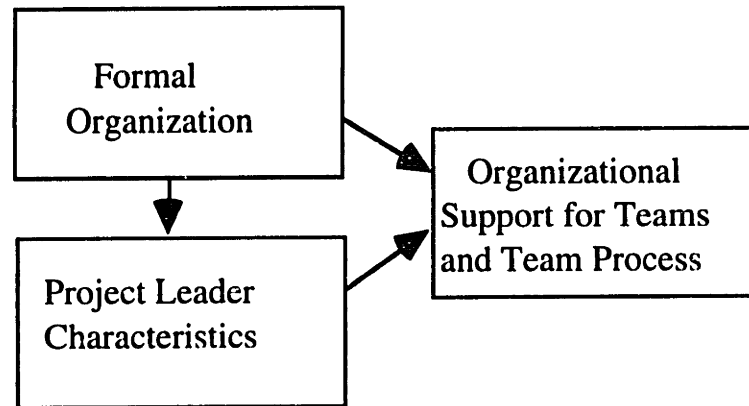 Formal
Organization
Organizational
Support for Teams
and Team Process
Project Leader
Characteristics